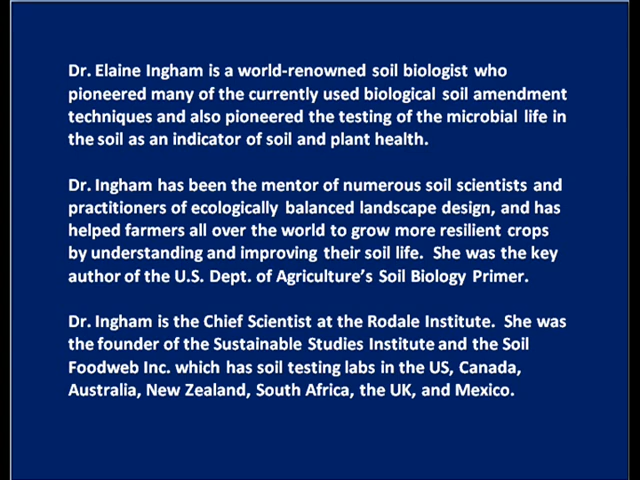 Dr. Elaine Ingham is a world-renowned soil biologist who
pioneered many of the currently used biological soil amendment
techniques and also pioneered the testing of the microbial life in
the soil as an indicator of soil and plant health.
Dr. Ingham has been the mentor of numerous soil scientists and
practitioners of ecologically balanced landscape design, and has
helped farmers all over the world to grow more resilient crops
by understanding and improving their soil life. She was the key
author of the U.S. Dept. of Agriculture’s Soil Biology Primer.
Dr. Ingham is the Chief Scientist at the Rodale Institute. She was
the founder of the Sustainable Studies Institute and the Soil
Foodweb Inc. which has soil testing labs in the US, Canada,
Australia, New Zealand, South Africa, the UK, and Mexico.